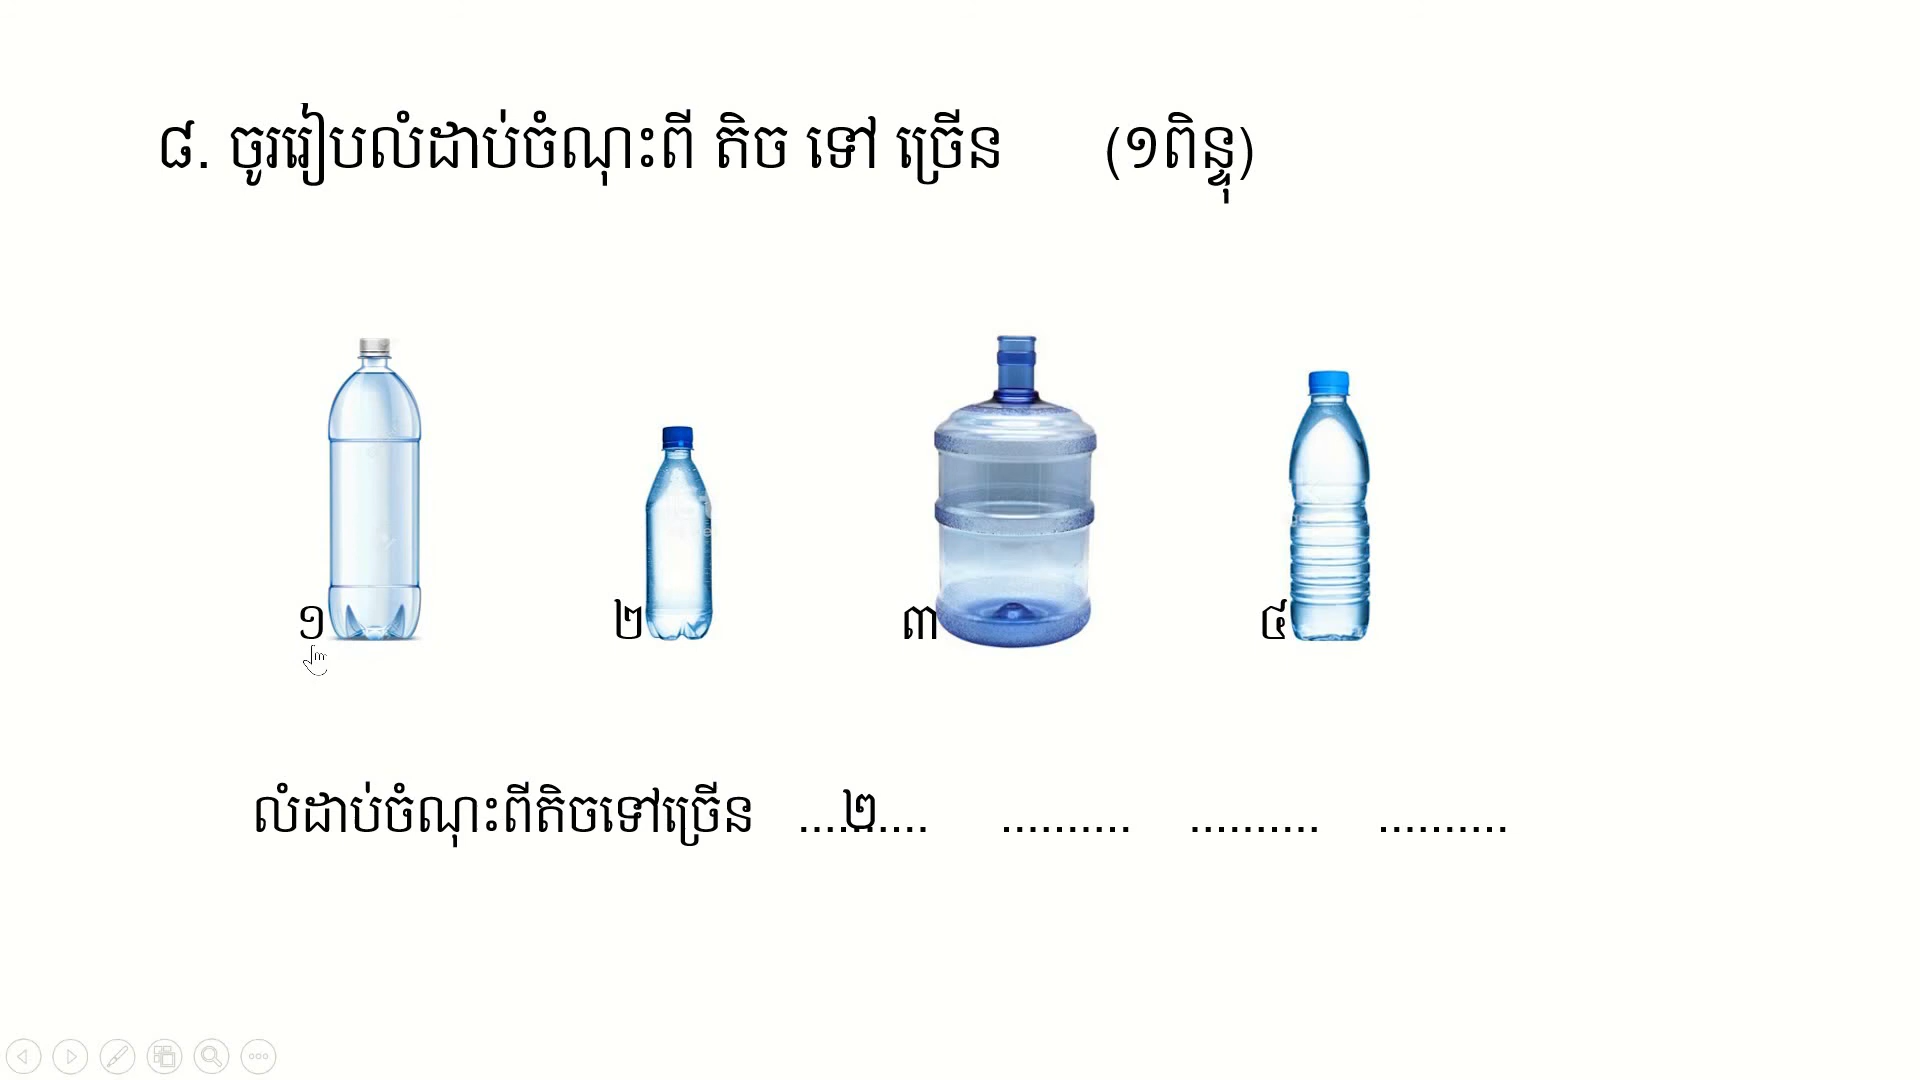 ៨. ចូររៀបលំដាប់ចំណុះពី តិច ទៅ ច្រើន (១ពិន្ទុ)
១ ២ ៣ ៤
លំដាប់ចំណុះពីតិចទៅច្រើន ....២.... .......... .......... ..........